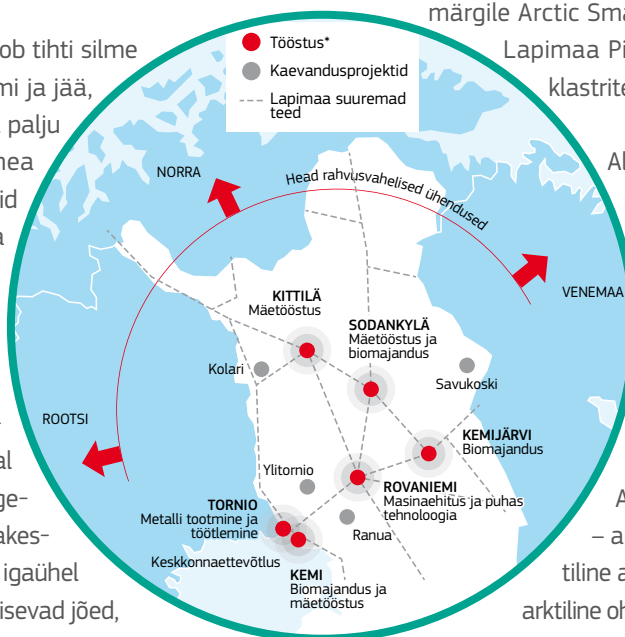 märgile Arctic Sma
Lapimaa Pi
klastrite
Al
ob tihti silme
mi ja jää,
palju
nea
id
a
al
ge-
akes-
igaühel
isevad jõed,
Tööstus*
Kaevandusprojektid
Lapimaa suuremad
teed
NORRA
Head rahvusvahelised ühendused
VENEMAA
ROOTSI
KITTILÄ
Mäetööstus
SODANKYLÄ
Mäetööstus ja
biomajandus
Kolari
Savukoski
KEMIJÄRVI
Biomajandus
Ylitornio
ROVANIEMI
Masinaehitus ja puhas
tehnoloogia
Ranua
TORNIO
Metalli tootmine ja
töötlemine
Keskkonnaettevõtlus
KEMI
Biomajandus ja
mäetööstus
A
– a
tiline a
arktiline oh